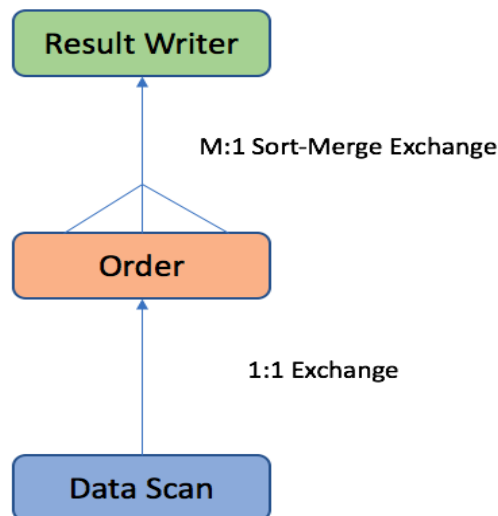 Result Writer
M:1 Sort-Merge Exchange
Order
1:1 Exchange
Data Scan